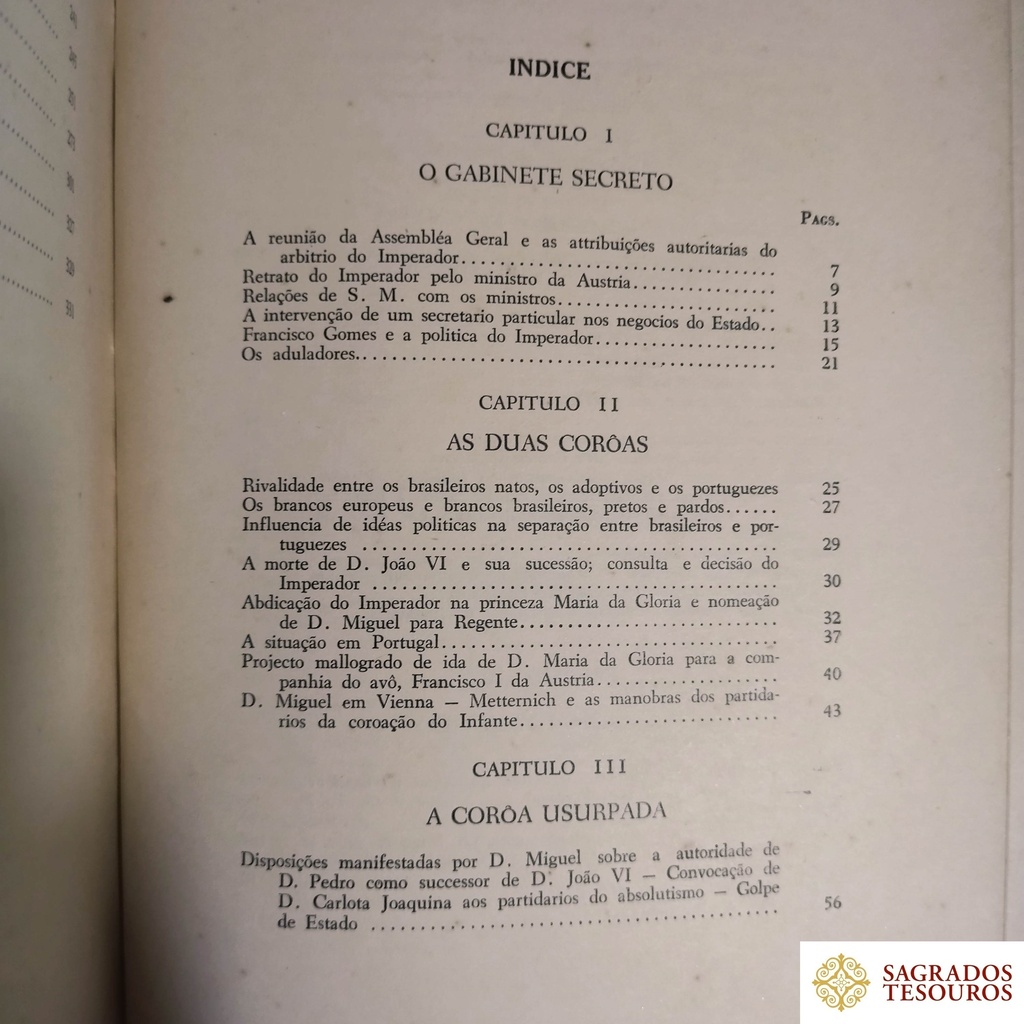 INDICE
CAPITULO I
O GABINETE SECRETO
PAGS.
A reunião da Assembléa Geral e as attribuições autoritarias do
arbitrio do Imperador........................................ 7
Retrato do Imperador pelo ministro da Austria.................. 9
Relações de S. M. com os ministros............................ 11
A intervenção de um secretario particular nos negocios do Estado.. 13
Francisco Gomes e a politica do Imperador...................... 15
Os aduladores.................................................. 21
CAPITULO II
AS DUAS CORÔAS
Rivalidade entre os brasileiros natos, os adoptivos e os portuguezes 25
Os brancos europeus e brancos brasileiros, pretos e pardos...... 27
Influencia de idéas politicas na separação entre brasileiros e por-
tuguezes ........................................ 29
A morte de D. João VI e sua sucessão; consulta e decisão do
Imperador ....................................... 30
Abdicação do Imperador na princeza Maria da Gloria e nomeação
de D. Miguel para Regente......................... 32
A situação em Portugal................................. 37
Projecto mallogrado de ida de D. Maria da Gloria para a com-
panhia do avô, Francisco I da Austria.................. 40
D. Miguel em Vienna — Metternich e as manobras dos partida-
rios da coroação do Infante......................... 43
CAPITULO III
A CORÔA USURPADA
Disposições manifestadas por D. Miguel sobre a autoridade de
D. Pedro como successor de D. João VI — Convocação de
D. Carlota Joaquina aos partidarios do absolutismo — Golpe
de Estado ....................................... 56
SAGRADOS
TESOUROS